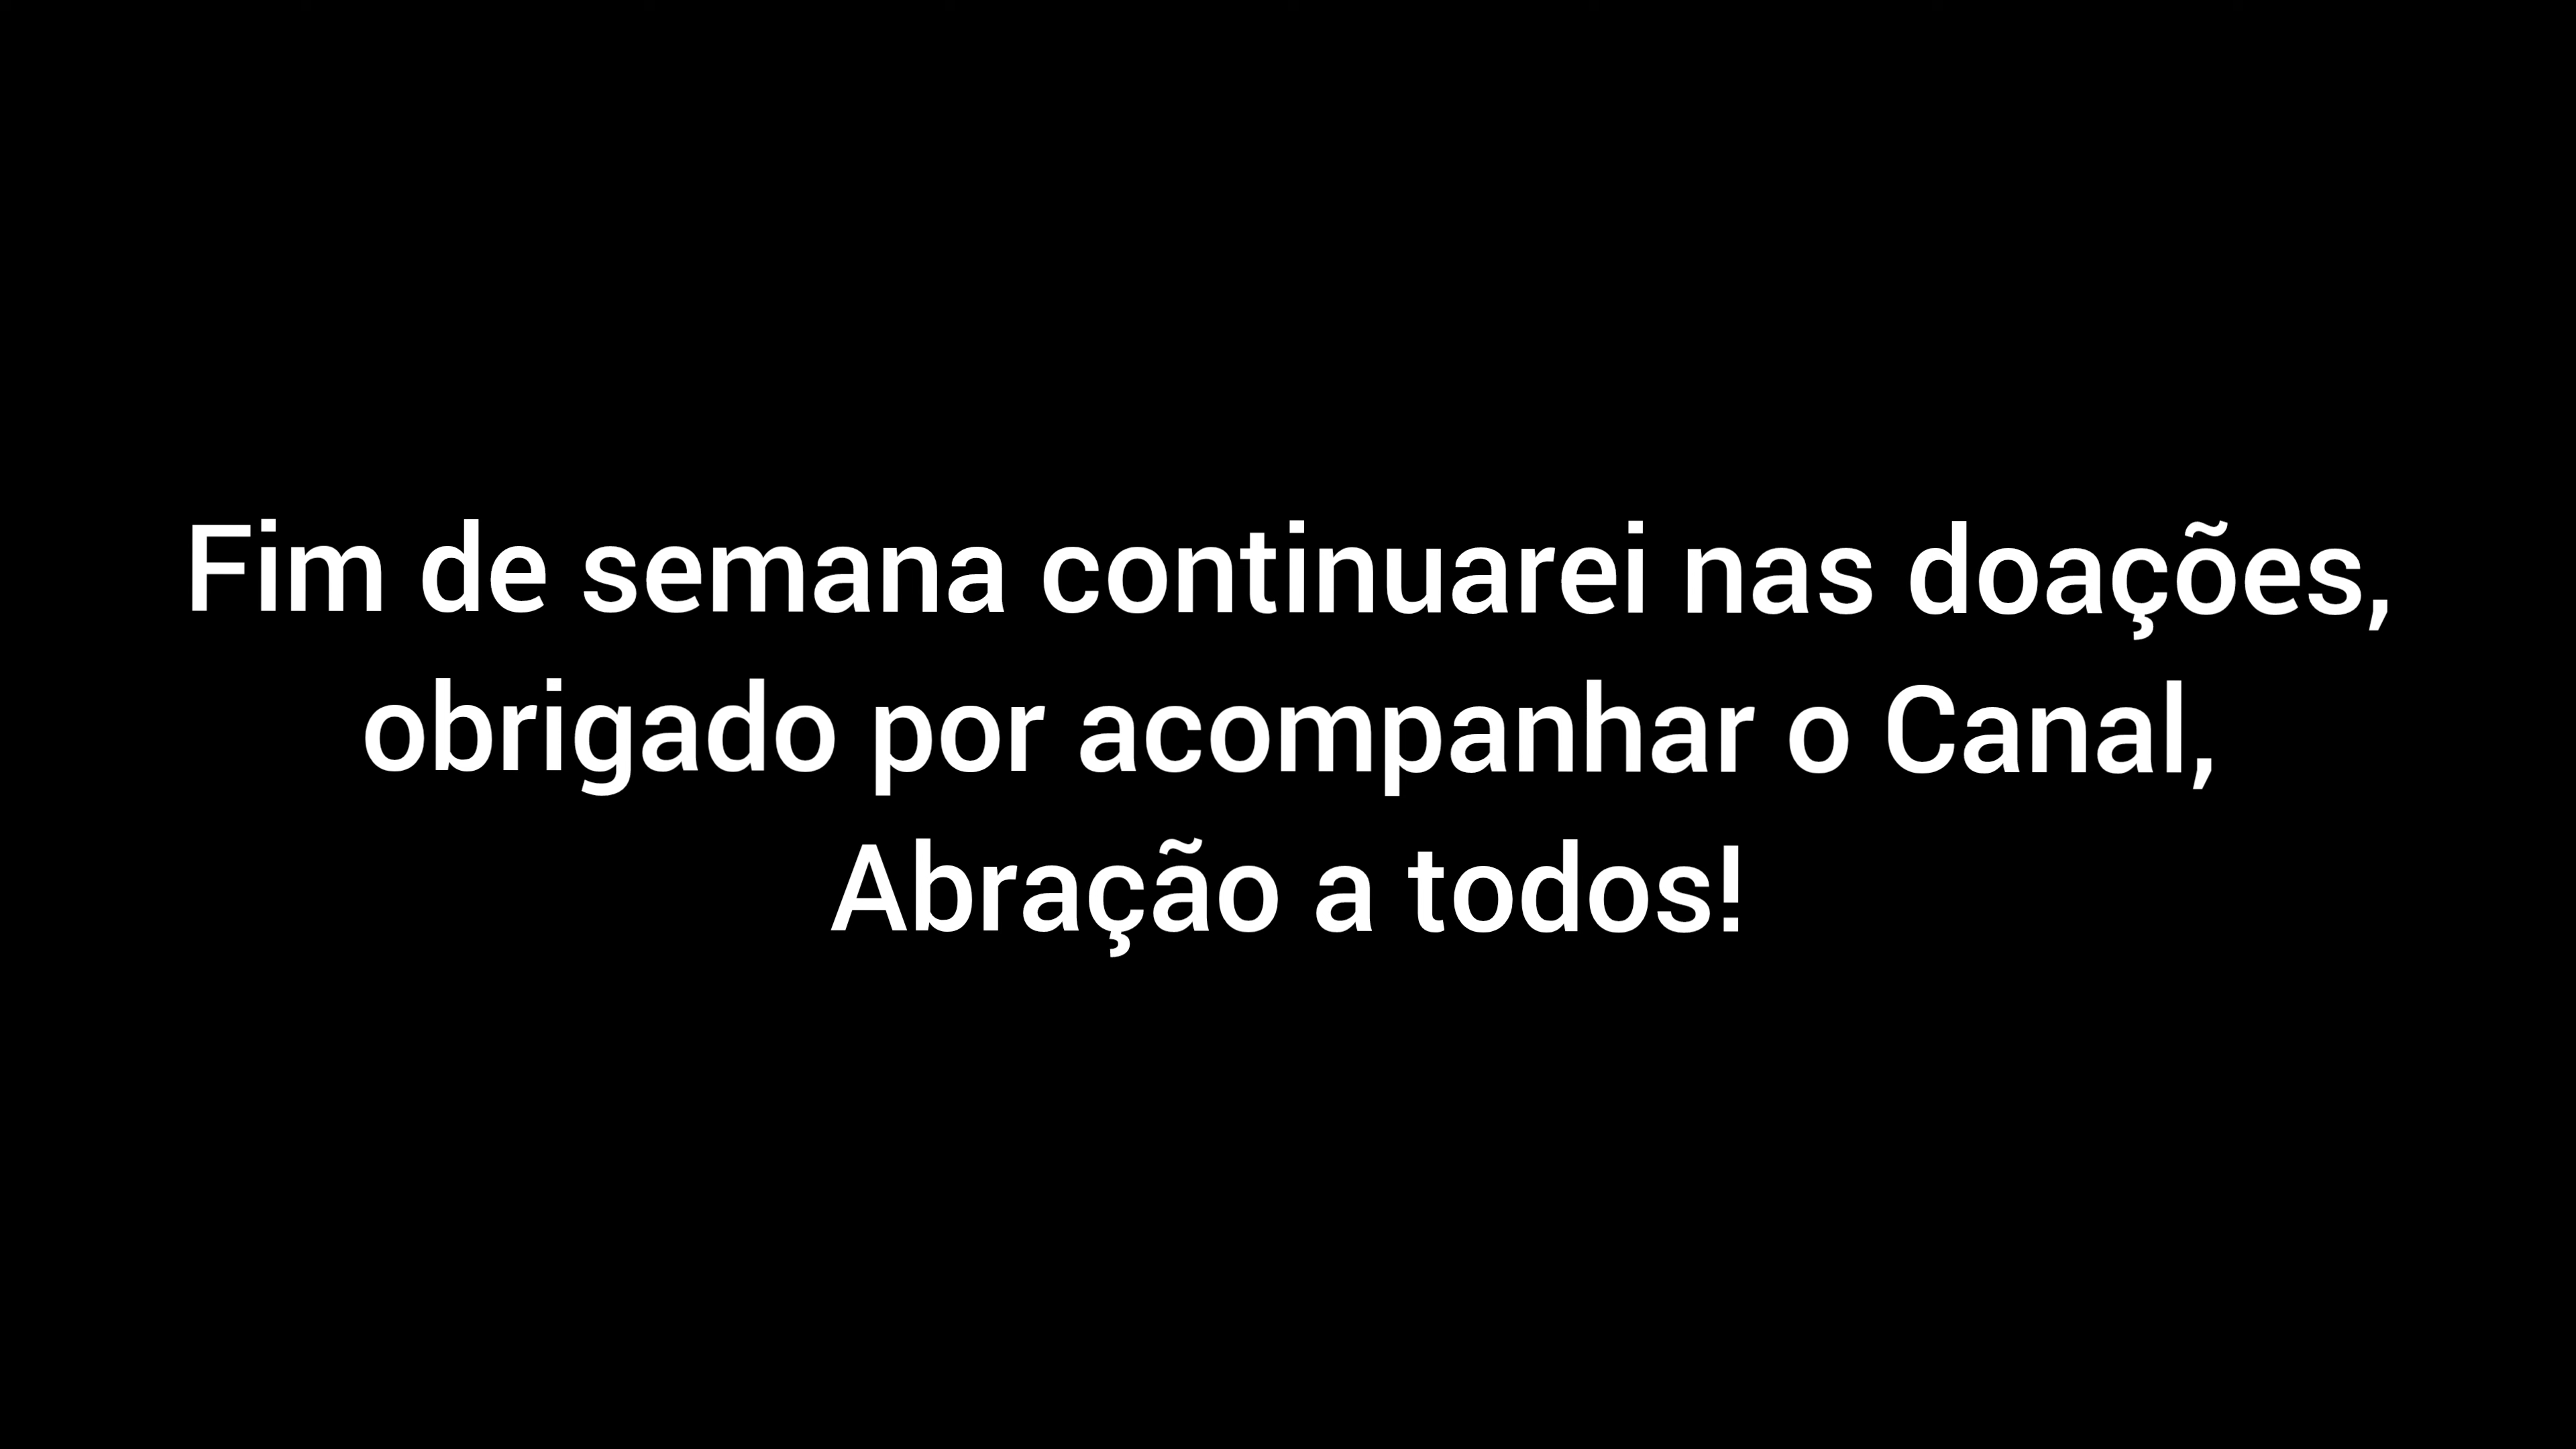 Fim de semana continuarei nas doações,
obrigado por acompanhar o Canal,
Abração a todos!